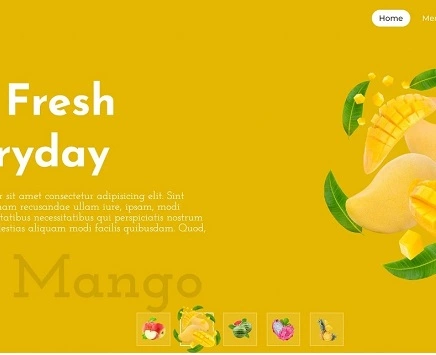 Home
Fresh
ryday
r sit amet consectetur adipisicing elit. Sint
am recusandae ullam iure, ipsam, modi
tatibus necessitatibus qui perspiciatis nostrum
estias aliquam modi facilis quibusdam. Quod,
Mango